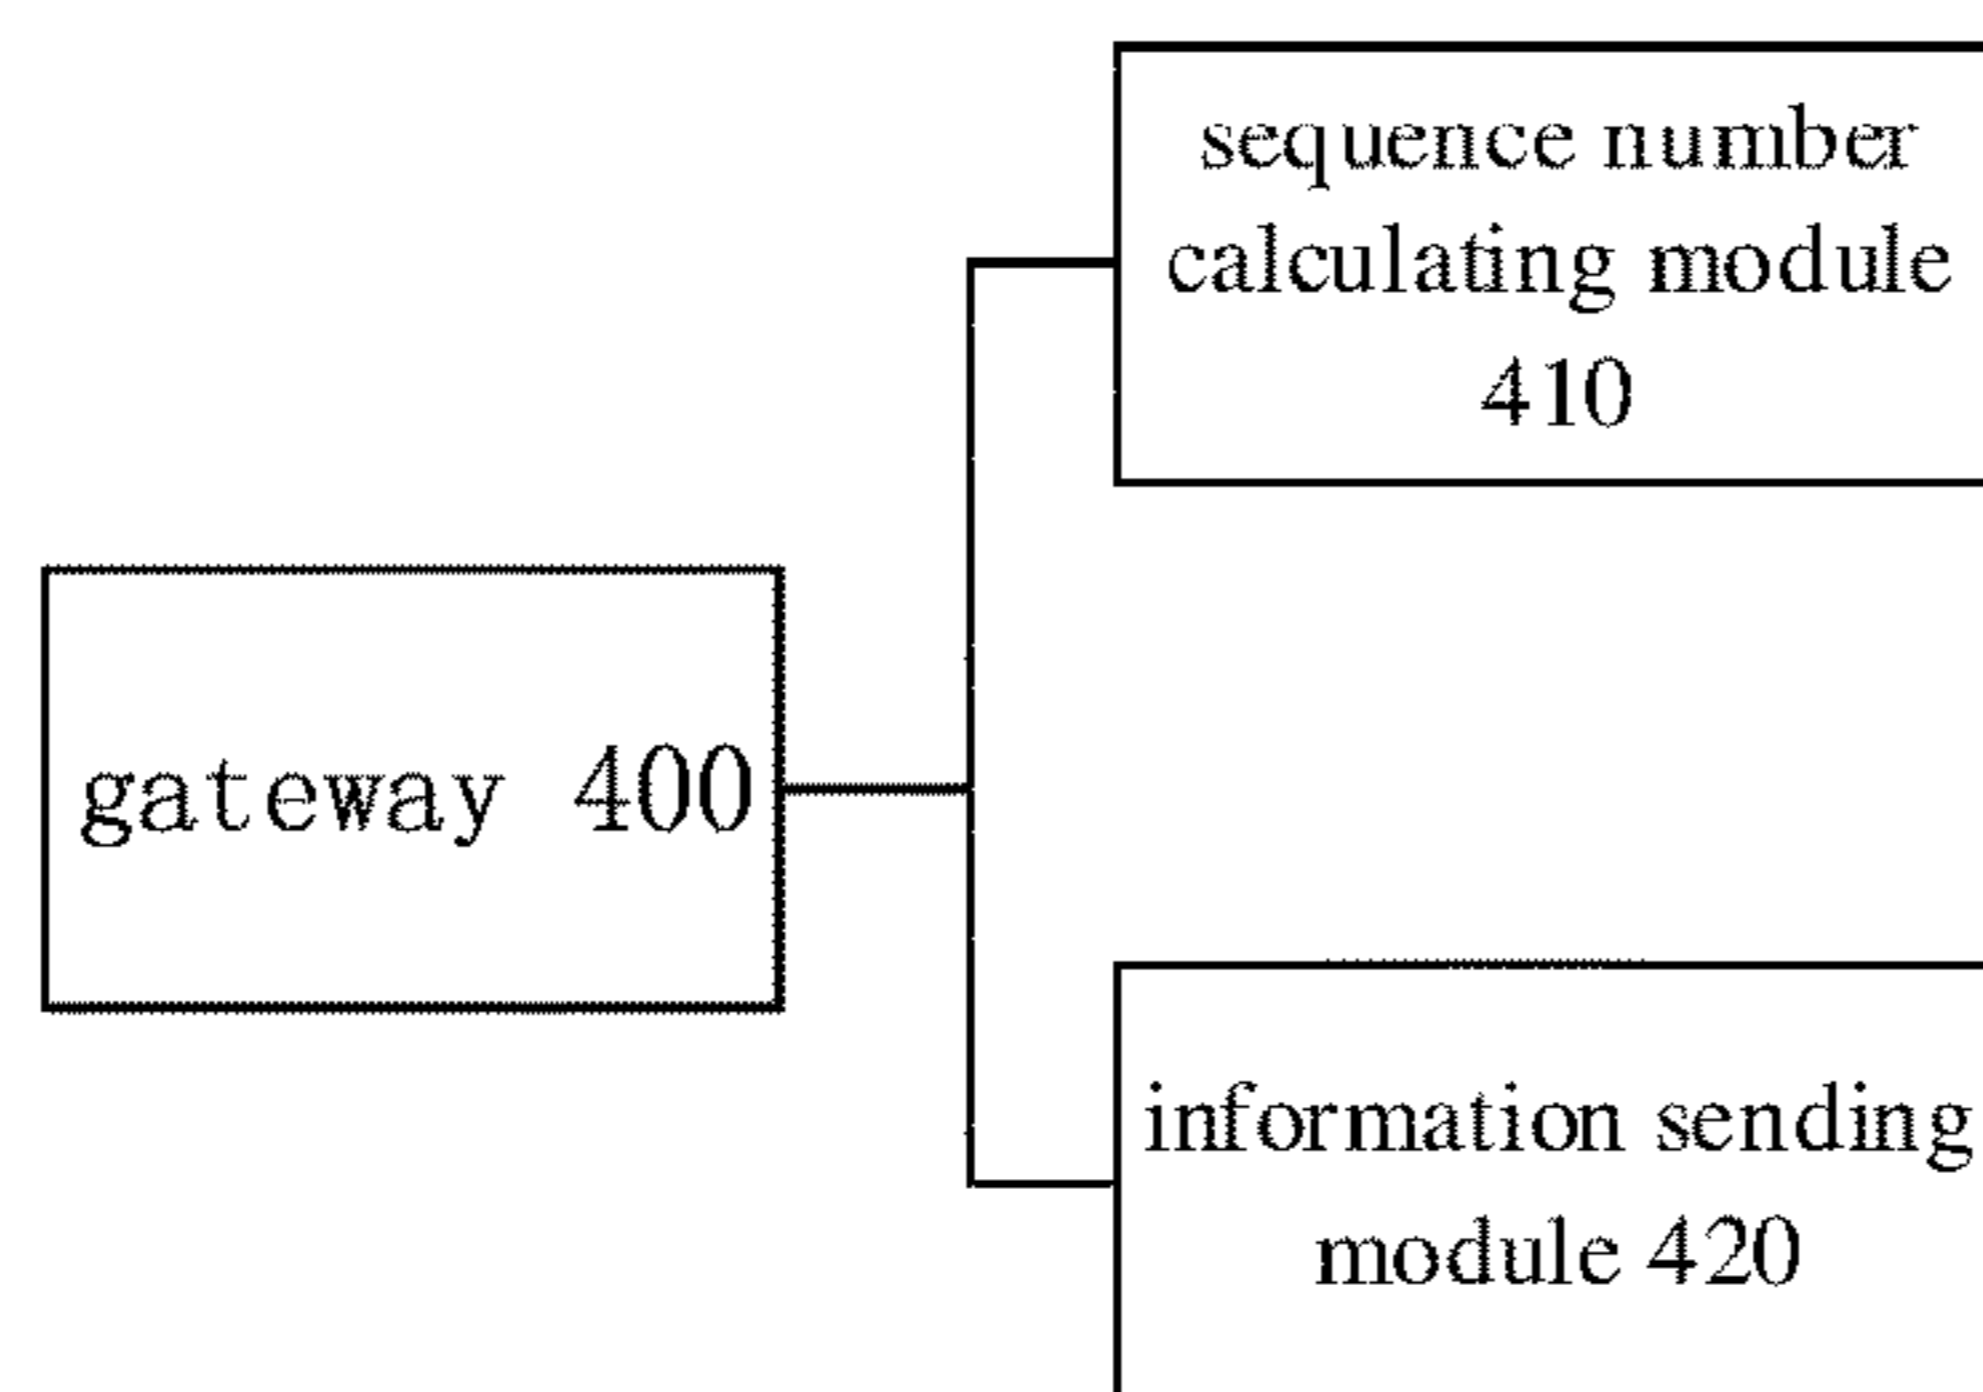 sequence number
calculating module
410
gateway 400
information sending
module 420